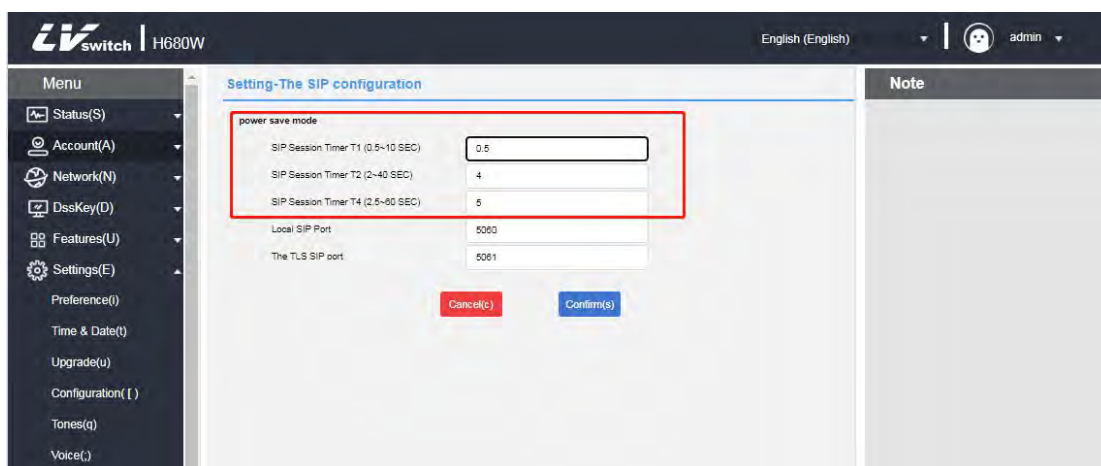 LVswitch H680W English (English) admin
Menu
Status(S)
Account(A)
Network(N)
DssKey(D)
Features(U)
Settings(E)
Preference(i)
Time & Date(t)
Upgrade(u)
Configuration( [ )
Tones(q)
Voice(;)
Setting-The SIP configuration
power save mode
SIP Session Timer T1 (0.5~10 SEC) 0.5
SIP Session Timer T2 (2~40 SEC) 4
SIP Session Timer T4 (2.5~60 SEC) 5
Local SIP Port 5060
The TLS SIP port 5061
Cancel(c) Confirm(s)
Note